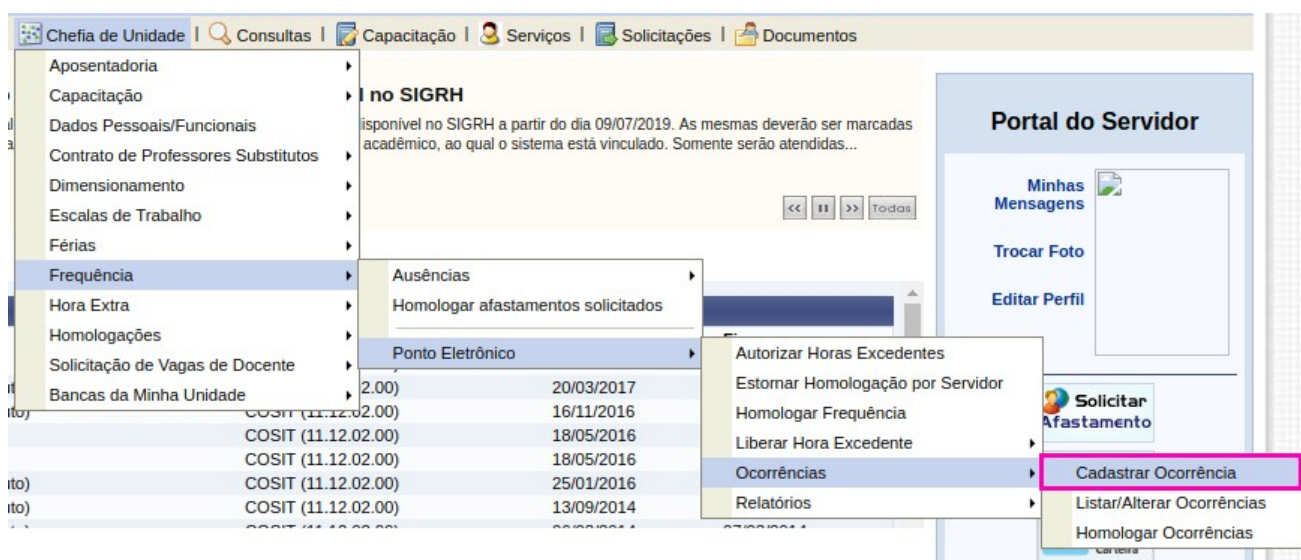 Chefia de Unidade | Consultas | Capacitação | Serviços | Solicitações | Documentos
Aposentadoria
Capacitação
Dados Pessoais/Funcionais
Contrato de Professores Substitutos
Dimensionamento
Escalas de Trabalho
Férias
Frequência
Hora Extra
Homologações
Solicitação de Vagas de Docente
Bancas da Minha Unidade
l no SIGRH
isponível no SIGRH a partir do dia 09/07/2019. As mesmas deverão ser marcadas
acadêmico, ao qual o sistema está vinculado. Somente serão atendidas...
<< II >> Todas
Ausências
Homologar afastamentos solicitados
Ponto Eletrônico
Autorizar Horas Excedentes
Estornar Homologação por Servidor
Homologar Frequência
Liberar Hora Excedente
Ocorrências
Relatórios
Cadastrar Ocorrência
Listar/Alterar Ocorrências
Homologar Ocorrências
2.00) 20/03/2017
uto) COSIT (11.12.02.00) 16/11/2016
COSIT (11.12.02.00) 18/05/2016
COSIT (11.12.02.00) 18/05/2016
uto) COSIT (11.12.02.00) 25/01/2016
uto) COSIT (11.12.02.00) 13/09/2014
Portal do Servidor
Minhas
Mensagens
Trocar Foto
Editar Perfil
Solicitar
Afastamento
Carteira